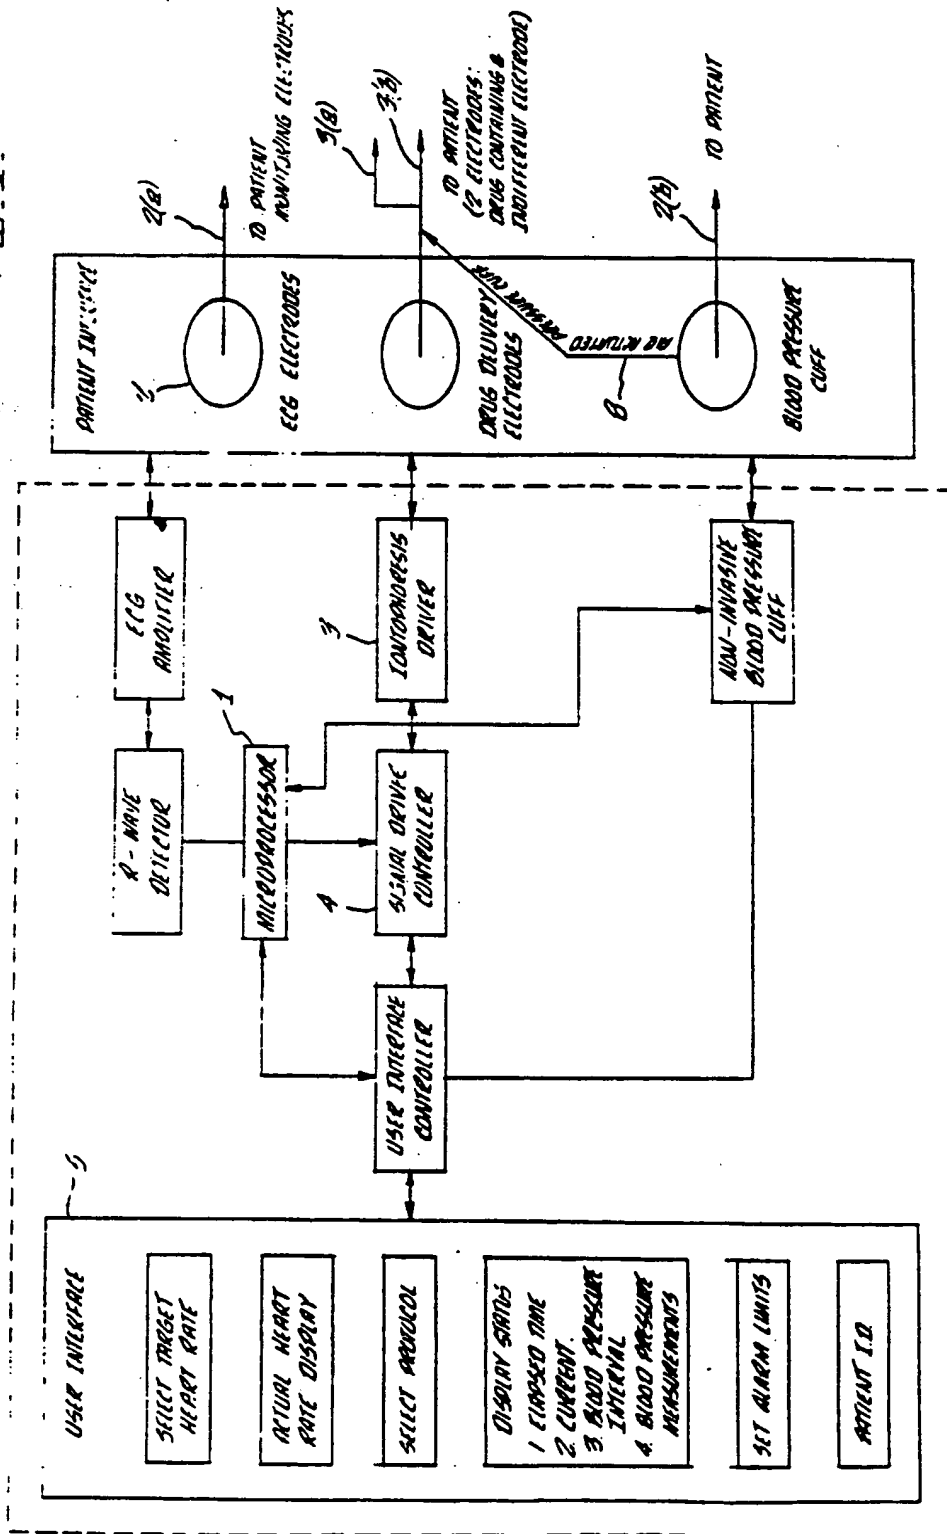 USER INTERFACE
5
SELECT TARGET
HEART RATE
ACTUAL HEART
RATE DISPLAY
SELECT PROTOCOL
DISPLAY STATUS
1 ELAPSED TIME
2. CURRENT.
3. BLOOD PRESSURE
INTERVAL
4. BLOOD PRESSURE
MEASUREMENTS
SET ALARM LIMITS
PATIENT I.D.
USER INTERFACE
CONTROLLER
R-WAVE
DETECTOR
ECG
AMPLIFIER
MICROPROCESSOR
1
4
SIGNAL DRIVE
CONTROLLER
3
IONTOPHORESIS
DRIVER
NON-INVASIVE
BLOOD PRESSURE
CUFF
PATIENT
ECG ELECTRODES
2(a)
TO PATIENT
MONITORING ELECTRODES
DRUG DELIVERY
ELECTRODES
3(a)
3(b)
TO PATIENT
(2 ELECTRODES:
DRUG CONTAINING &
INDIFFERENT ELECTRODE)
AIR ACTUATED
PRESSURE CUFF
8
BLOOD PRESSURE
CUFF
2(b)
TO PATIENT